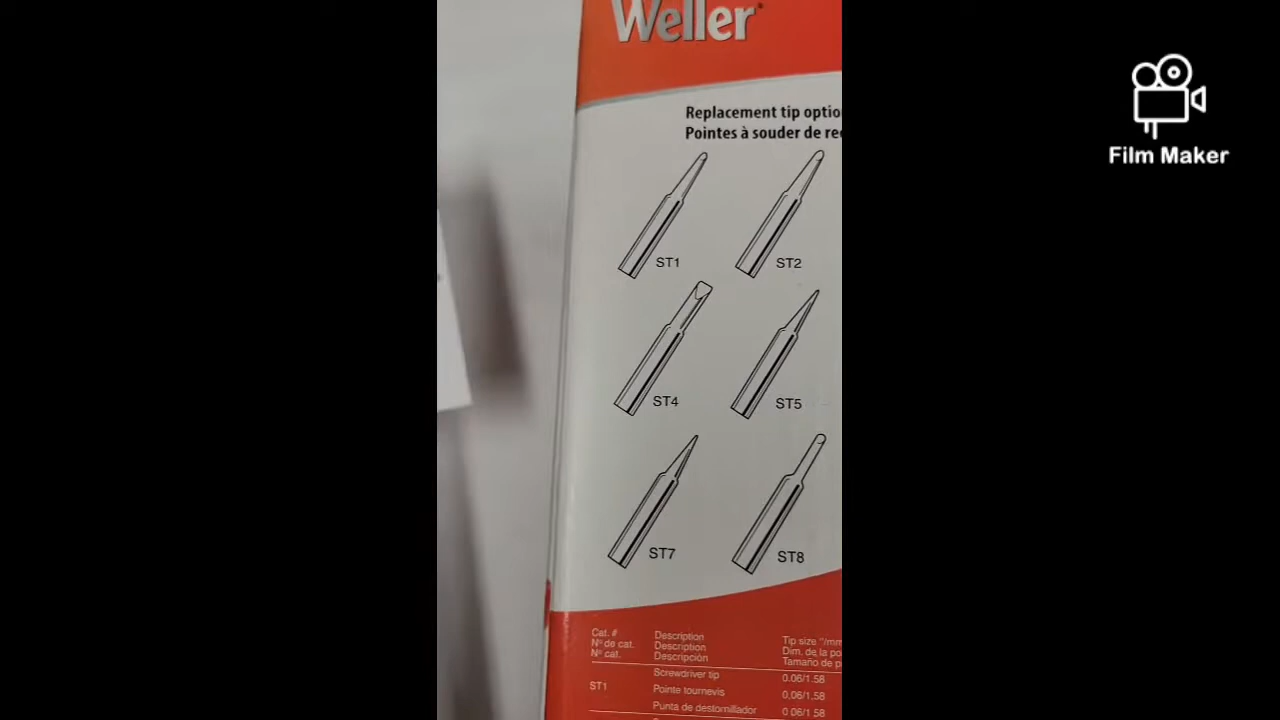 Weller
Film Maker
Replacement tip optio
Pointes à souder de re
ST1
ST2
ST4
ST5
ST7
ST8
Cat. # Description Tip size "/mm
Nº de cat. Description Dim. de la po
Nº cat. Descripción Tamaño de p
Screwdriver tip 0.06/1.58
ST1 Pointe tournevis 0.06/1.58
Punta de destornillador 0.06/1.58